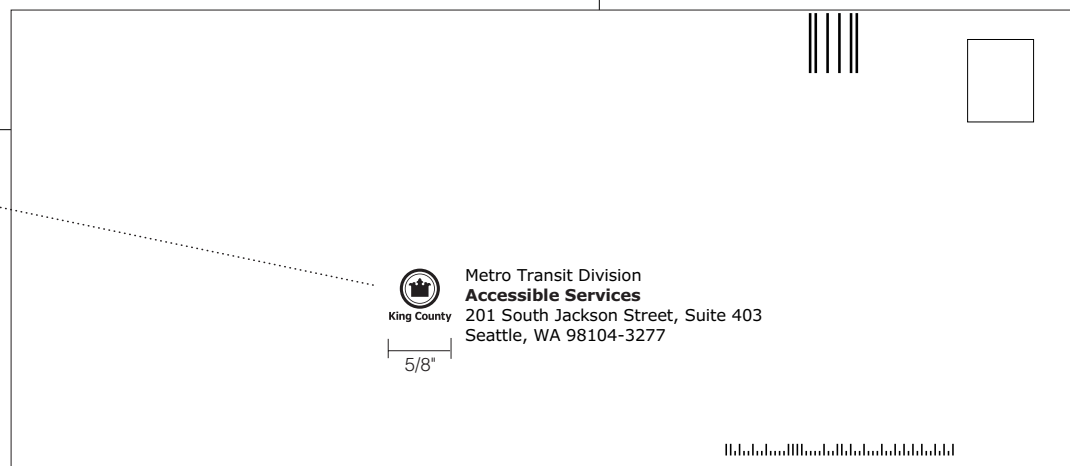 Metro Transit Division
Accessible Services
201 South Jackson Street, Suite 403
Seattle, WA 98104-3277
King County
5/8"